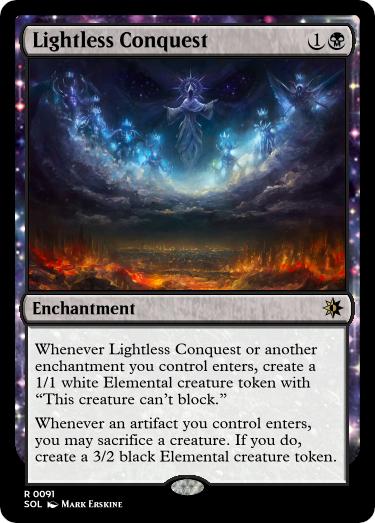 Lightless Conquest 1
Enchantment
Whenever Lightless Conquest or another
enchantment you control enters, create a
1/1 white Elemental creature token with
“This creature can’t block.”
Whenever an artifact you control enters,
you may sacrifice a creature. If you do,
create a 3/2 black Elemental creature token.
R 0091
SOL Mark Erskine